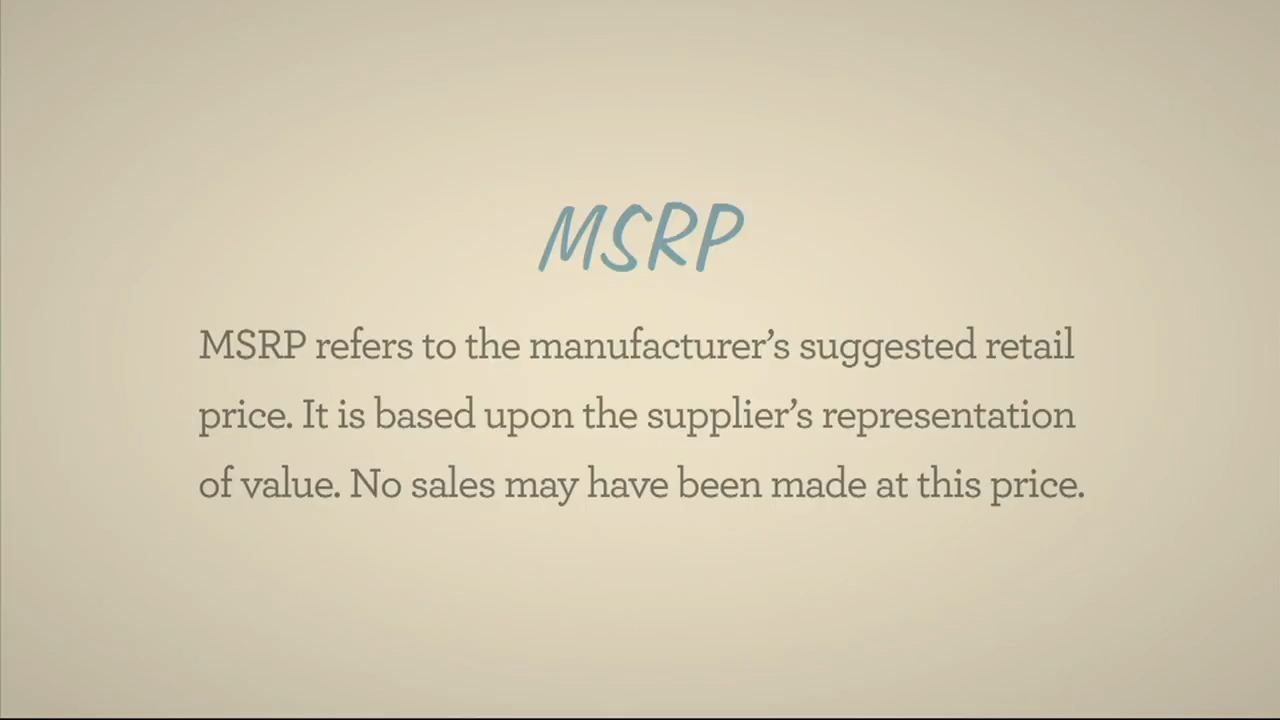 MSRP
MSRP refers to the manufacturer’s suggested retail
price. It is based upon the supplier’s representation
of value. No sales may have been made at this price.